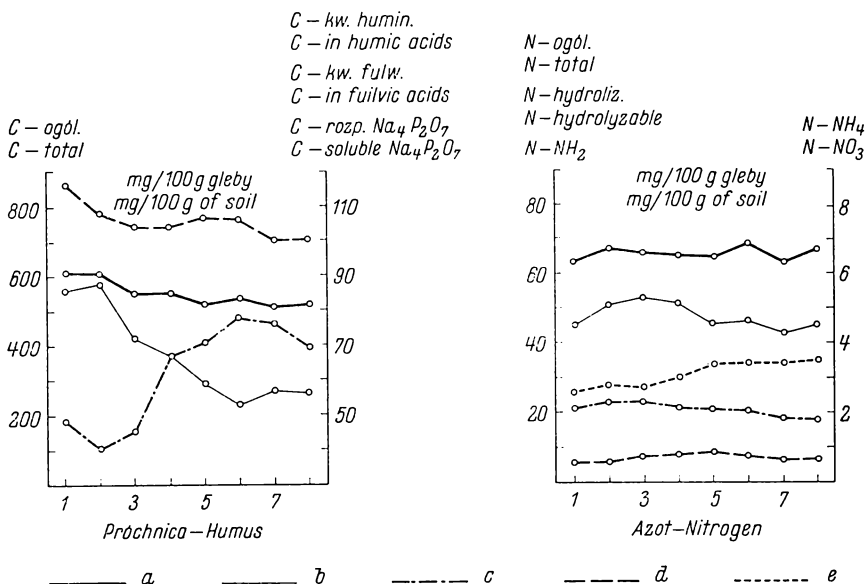 C – ogól.
C – total
C – kw. humin.
C – in humic acids
C – kw. fulw.
C – in fuilvic acids
C – rozp. Na4P2O7
C – soluble Na4P2O7
mg/100 g gleby
mg/100 g of soil
800
600
400
200
110
90
70
50
1 3 5 7
Próchnica – Humus
N – ogól.
N – total
N – hydroliz.
N – hydrolyzable
N – NH2
N – NH4
N – NO3
mg/100 g gleby
mg/100 g of soil
80
60
40
20
8
6
4
2
1 3 5 7
Azot – Nitrogen
a b c d e